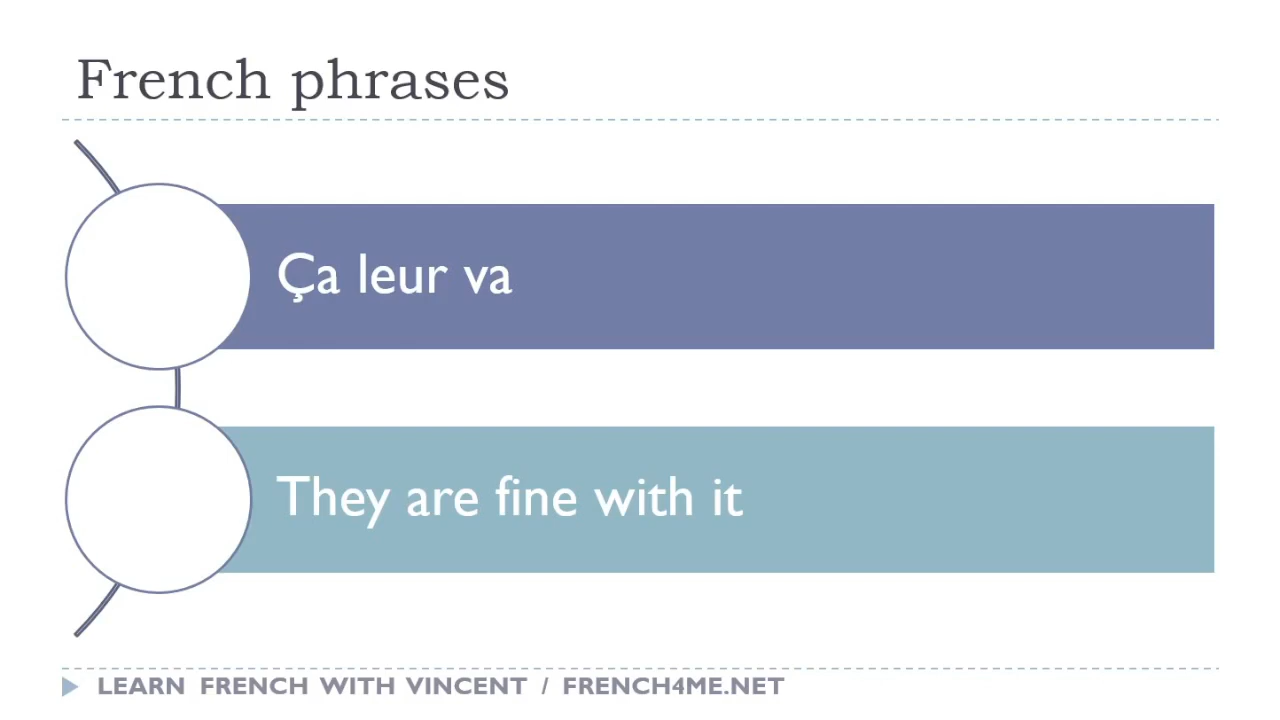 French phrases
Ça leur va
They are fine with it
LEARN FRENCH WITH VINCENT / FRENCH4ME.NET